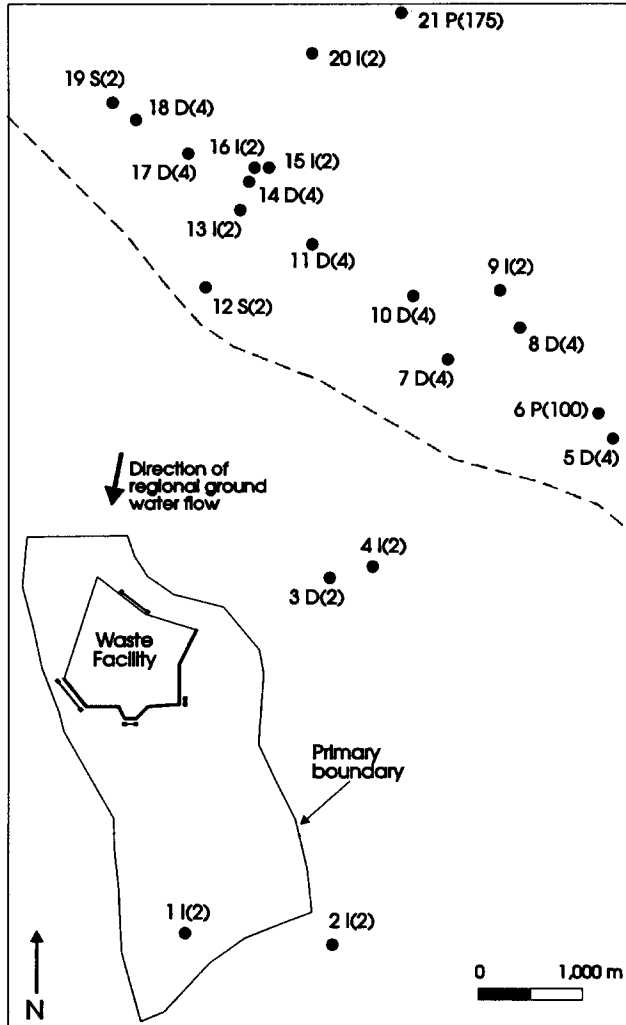 21 P(175)
20 I(2)
19 S(2)
18 D(4)
16 I(2)
15 I(2)
17 D(4)
14 D(4)
13 I(2)
11 D(4)
9 I(2)
12 S(2)
10 D(4)
8 D(4)
7 D(4)
6 P(100)
5 D(4)
Direction of
regional ground
water flow
4 I(2)
3 D(2)
Waste
Facility
Primary
boundary
1 I(2)
2 I(2)
0 1,000 m
N